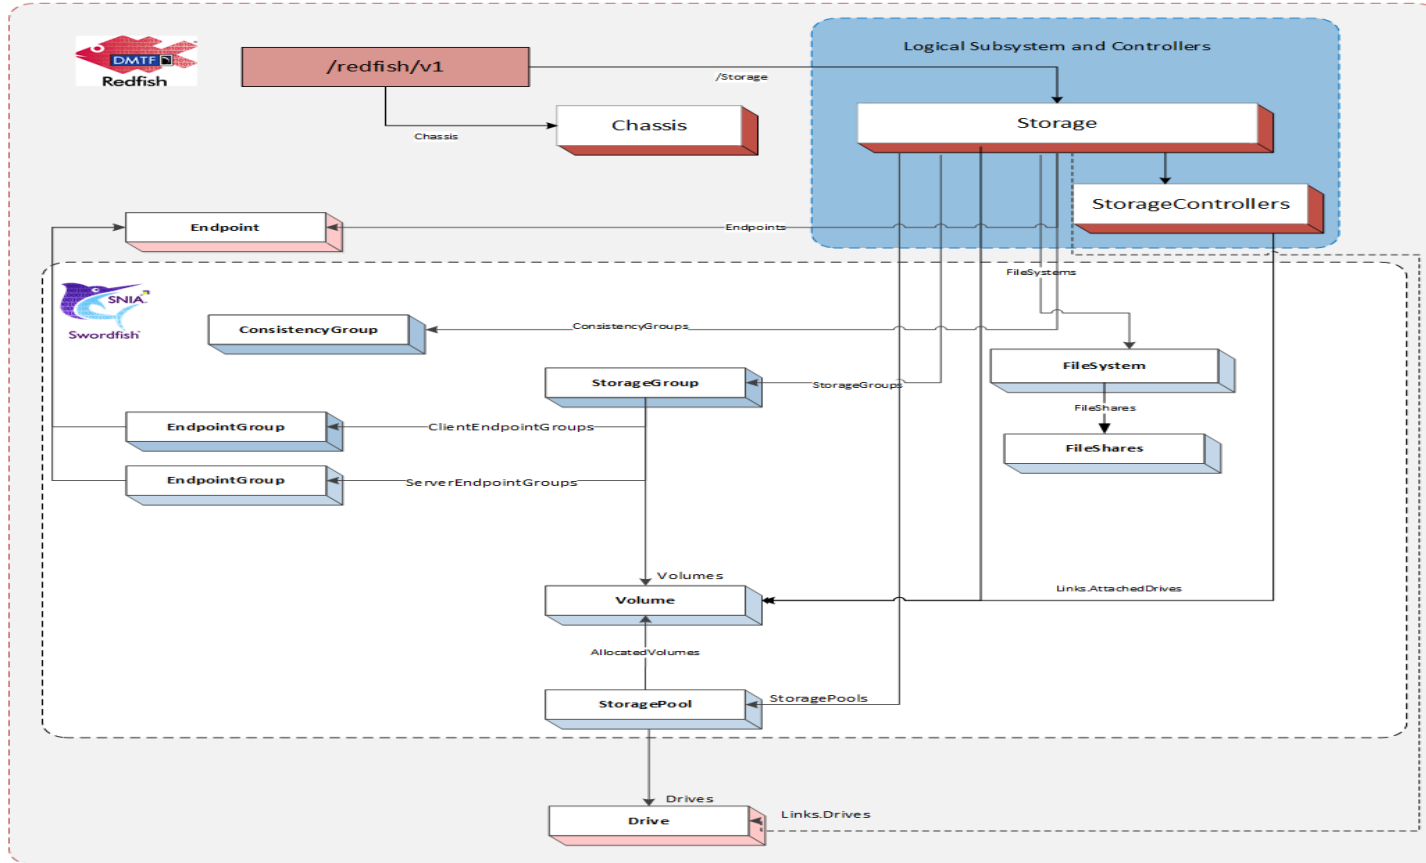 DMTF
Redfish
/redfish/v1
/Storage
Logical Subsystem and Controllers
Chassis
Chassis
Storage
StorageControllers
Endpoint
Endpoints
FileSystems
SNIA
Swordfish
ConsistencyGroup
ConsistencyGroups
FileSystem
StorageGroup
StorageGroups
FileShares
EndpointGroup
ClientEndpointGroups
FileShares
EndpointGroup
ServerEndpointGroups
Volumes
Volume
Links.AttachedDrives
AllocatedVolumes
StoragePool
StoragePools
Drives
Drive
Links.Drives